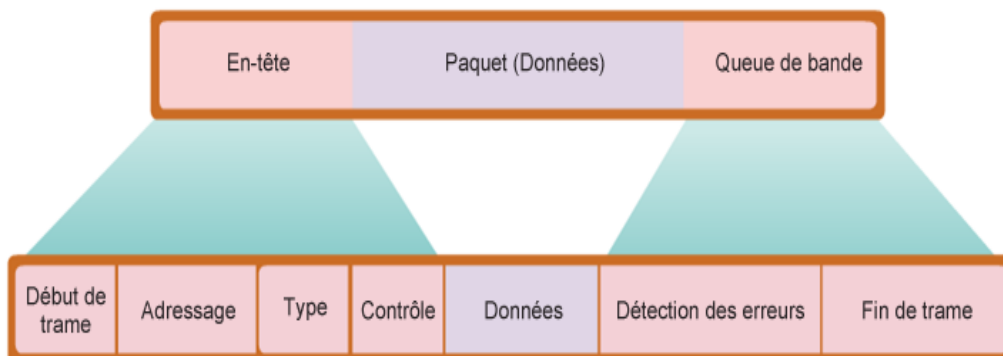 En-tête Paquet (Données) Queue de bande
Début de trame Adressage Type Contrôle Données Détection des erreurs Fin de trame